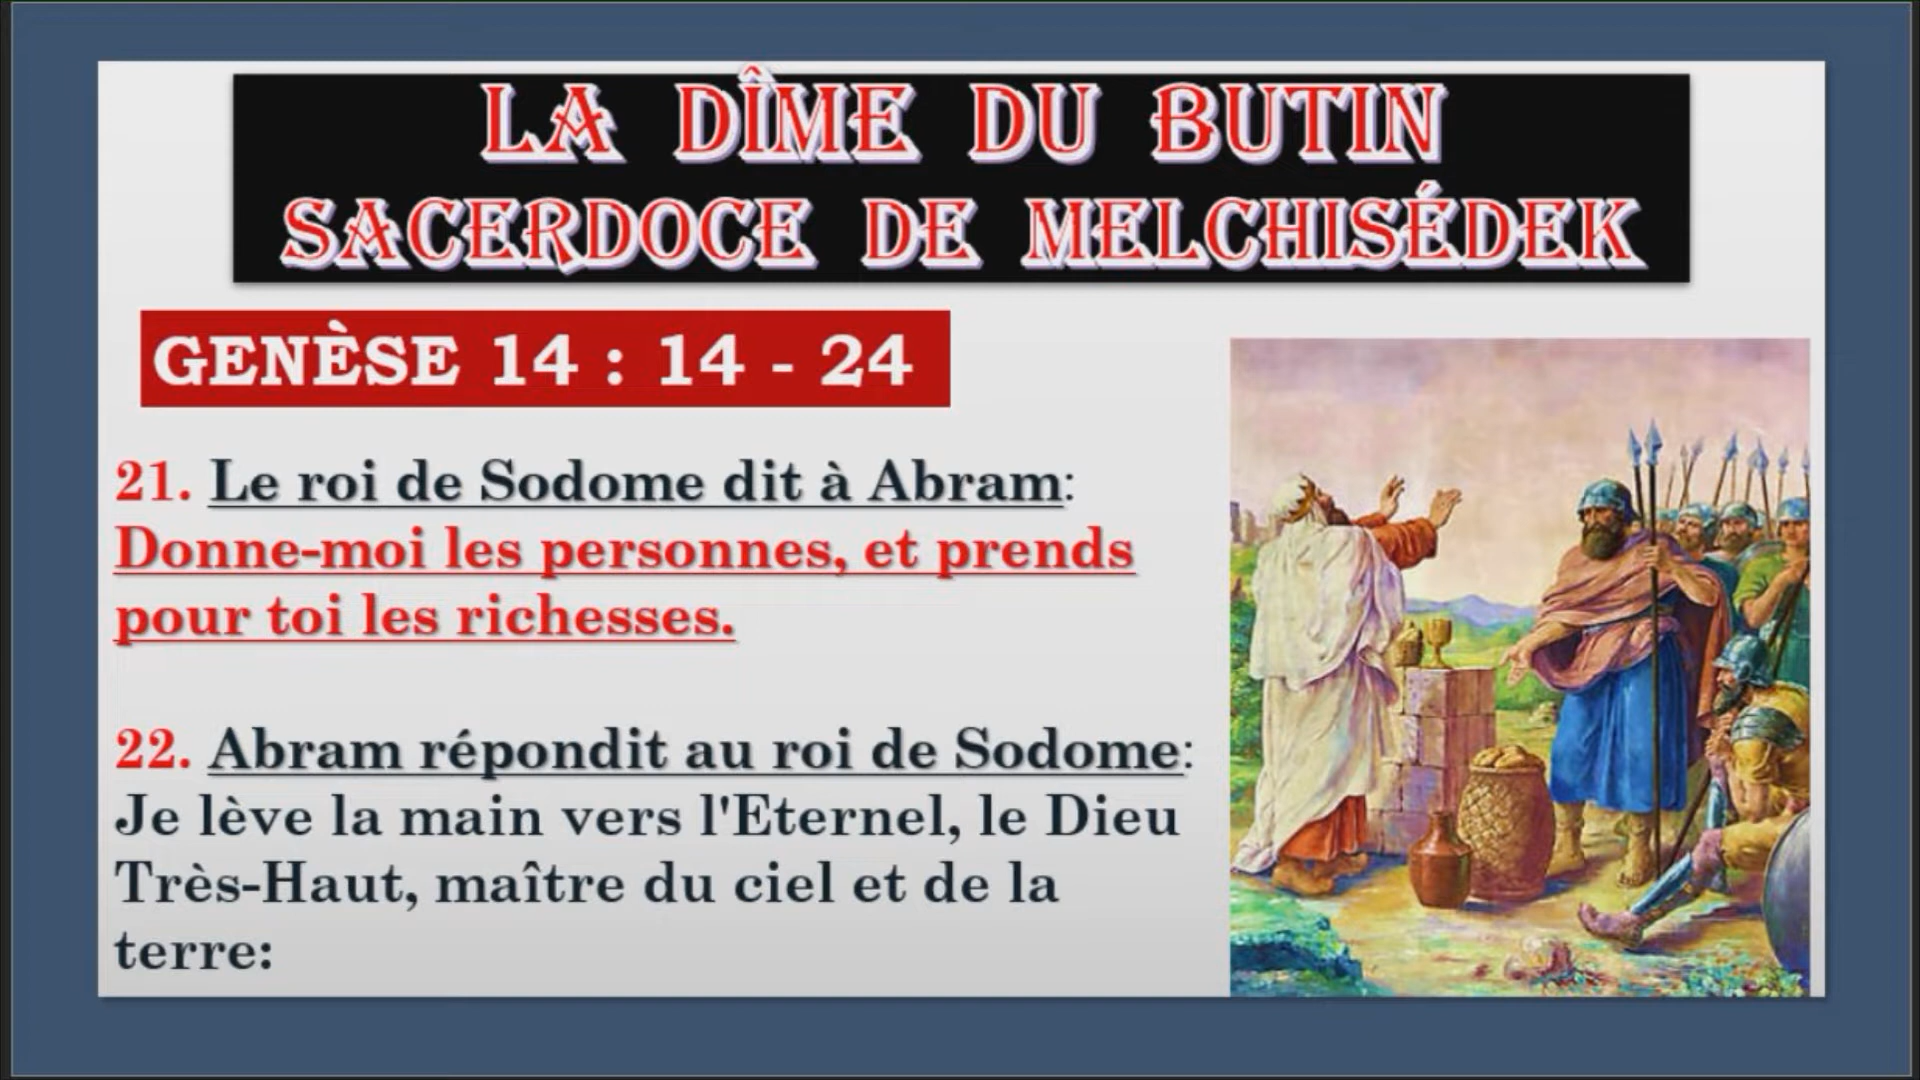 LA DÎME DU BUTIN
SACERDOCE DE MELCHISÉDEK
GENÈSE 14 : 14 - 24
21. Le roi de Sodome dit à Abram:
Donne-moi les personnes, et prends
pour toi les richesses.
22. Abram répondit au roi de Sodome:
Je lève la main vers l'Eternel, le Dieu
Très-Haut, maître du ciel et de la
terre: